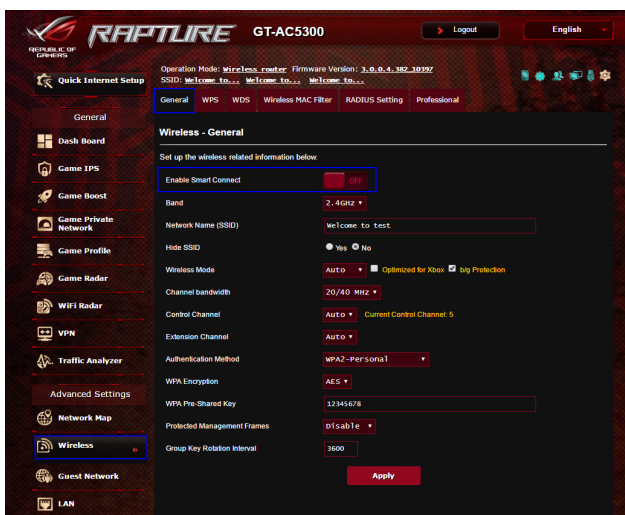 REPUBLIC OF
GAMERS
RAPTURE GT-AC5300 Logout English
Operation Mode: Wireless router Firmware Version: 3.0.0.4.382_10397
SSID: Welcome to... Welcome to... Welcome to...
Quick Internet Setup
General WPS WDS Wireless MAC Filter RADIUS Setting Professional
General
Dash Board
Game IPS
Game Boost
Game Private
Network
Game Profile
Game Radar
WiFi Radar
VPN
Traffic Analyzer
Advanced Settings
Network Map
Wireless
Guest Network
LAN
Wireless - General
Set up the wireless related information below.
Enable Smart Connect OFF
Band 2.4GHz
Network Name (SSID) Welcome to test
Hide SSID Yes No
Wireless Mode Auto Optimized for Xbox b/g Protection
Channel bandwidth 20/40 MHz
Control Channel Auto Current Control Channel: 5
Extension Channel Auto
Authentication Method WPA2-Personal
WPA Encryption AES
WPA Pre-Shared Key 12345678
Protected Management Frames Disable
Group Key Rotation Interval 3600
Apply